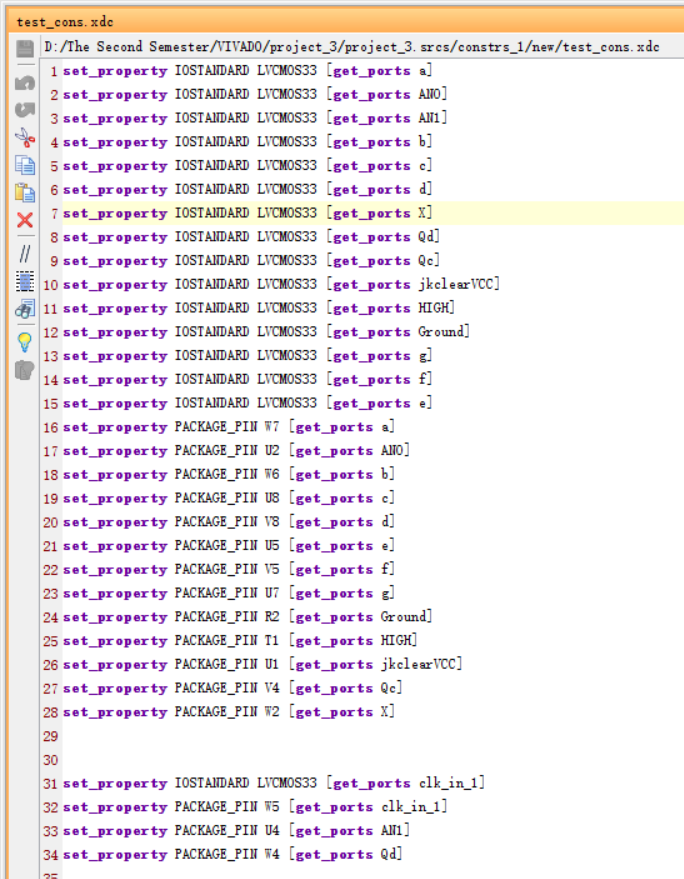 test_cons.xdc
D:/The Second Semester/VIVADO/project_3/project_3.srcs/constrs_1/new/test_cons.xdc
1 set_property IOSTANDARD LVCMOS33 [get_ports a]
2 set_property IOSTANDARD LVCMOS33 [get_ports AN0]
3 set_property IOSTANDARD LVCMOS33 [get_ports AN1]
4 set_property IOSTANDARD LVCMOS33 [get_ports b]
5 set_property IOSTANDARD LVCMOS33 [get_ports c]
6 set_property IOSTANDARD LVCMOS33 [get_ports d]
7 set_property IOSTANDARD LVCMOS33 [get_ports X]
8 set_property IOSTANDARD LVCMOS33 [get_ports Qd]
9 set_property IOSTANDARD LVCMOS33 [get_ports Qc]
10 set_property IOSTANDARD LVCMOS33 [get_ports jkclearVCC]
11 set_property IOSTANDARD LVCMOS33 [get_ports HIGH]
12 set_property IOSTANDARD LVCMOS33 [get_ports Ground]
13 set_property IOSTANDARD LVCMOS33 [get_ports g]
14 set_property IOSTANDARD LVCMOS33 [get_ports f]
15 set_property IOSTANDARD LVCMOS33 [get_ports e]
16 set_property PACKAGE_PIN W7 [get_ports a]
17 set_property PACKAGE_PIN U2 [get_ports AN0]
18 set_property PACKAGE_PIN W6 [get_ports b]
19 set_property PACKAGE_PIN U8 [get_ports c]
20 set_property PACKAGE_PIN V8 [get_ports d]
21 set_property PACKAGE_PIN U5 [get_ports e]
22 set_property PACKAGE_PIN V5 [get_ports f]
23 set_property PACKAGE_PIN U7 [get_ports g]
24 set_property PACKAGE_PIN R2 [get_ports Ground]
25 set_property PACKAGE_PIN T1 [get_ports HIGH]
26 set_property PACKAGE_PIN U1 [get_ports jkclearVCC]
27 set_property PACKAGE_PIN V4 [get_ports Qc]
28 set_property PACKAGE_PIN W2 [get_ports X]
29
30
31 set_property IOSTANDARD LVCMOS33 [get_ports clk_in_1]
32 set_property PACKAGE_PIN W5 [get_ports clk_in_1]
33 set_property PACKAGE_PIN U4 [get_ports AN1]
34 set_property PACKAGE_PIN W4 [get_ports Qd]
35